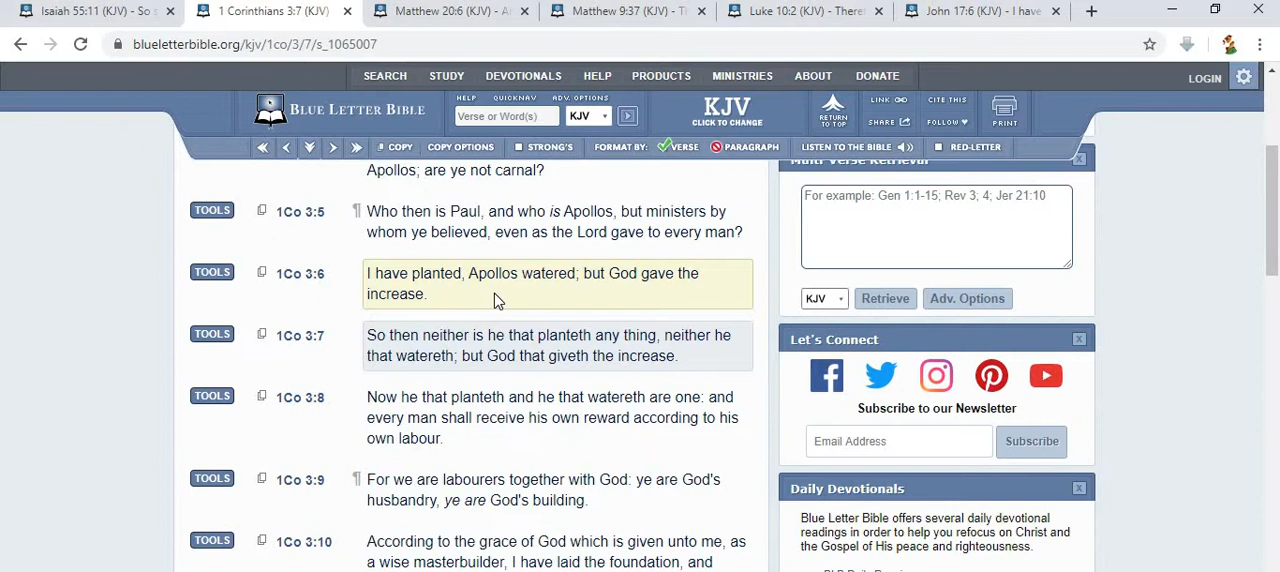 Isaiah 55:11 (KJV) - So s
1 Corinthians 3:7 (KJV)
Matthew 20:6 (KJV) - A
Matthew 9:37 (KJV) - T
Luke 10:2 (KJV) - There
John 17:6 (KJV) - I have
blueletterbible.org/kjv/1co/3/7/s_1065007
SEARCH STUDY DEVOTIONALS HELP PRODUCTS MINISTRIES ABOUT DONATE
LOGIN
BLUE LETTER BIBLE
HELP QUICKNAV ADV. OPTIONS
Verse or Word(s) KJV
KJV
CLICK TO CHANGE
RETURN
TO TOP
LINK CITE THIS
SHARE FOLLOW
PRINT
COPY COPY OPTIONS STRONG'S FORMAT BY: VERSE PARAGRAPH LISTEN TO THE BIBLE RED-LETTER
Apollos; are ye not carnal?
TOOLS 1Co 3:5 ¶ Who then is Paul, and who is Apollos, but ministers by
whom ye believed, even as the Lord gave to every man?
TOOLS 1Co 3:6 I have planted, Apollos watered; but God gave the
increase.
TOOLS 1Co 3:7 So then neither is he that planteth any thing, neither he
that watereth; but God that giveth the increase.
TOOLS 1Co 3:8 Now he that planteth and he that watereth are one: and
every man shall receive his own reward according to his
own labour.
TOOLS 1Co 3:9 ¶ For we are labourers together with God: ye are God's
husbandry, ye are God's building.
TOOLS 1Co 3:10 According to the grace of God which is given unto me, as
a wise masterbuilder, I have laid the foundation, and
Multi-Verse Retrieval
For example: Gen 1:1-15; Rev 3; 4; Jer 21:10
KJV Retrieve Adv. Options
Let's Connect
Subscribe to our Newsletter
Email Address Subscribe
Daily Devotionals
Blue Letter Bible offers several daily devotional
readings in order to help you refocus on Christ and
the Gospel of His peace and righteousness.